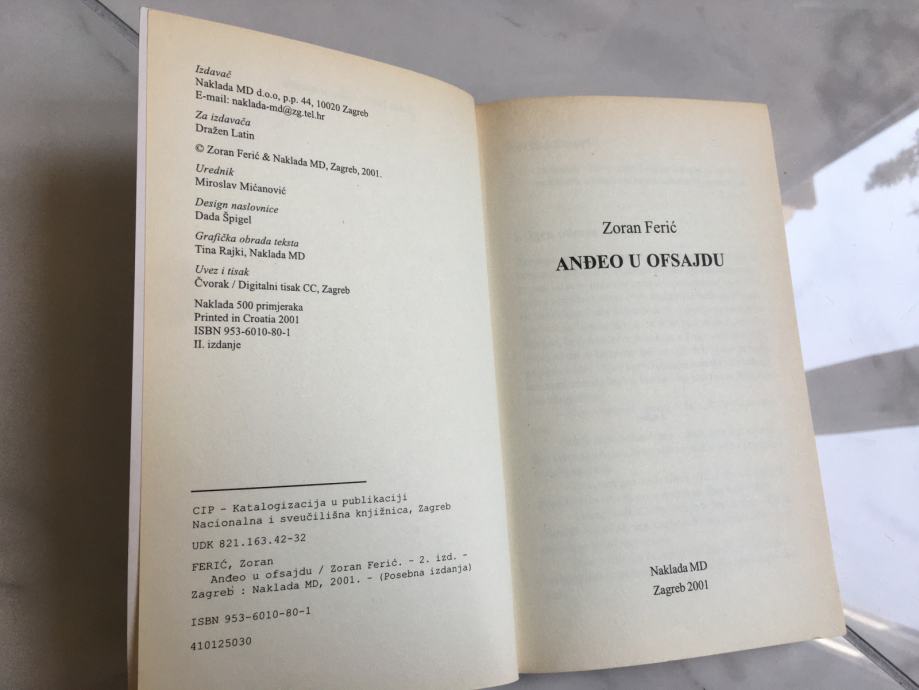 Izdavač
Naklada MD d.o.o, p.p. 44, 10020 Zagreb
E-mail: naklada-md@zg.tel.hr
Za izdavača
Dražen Latin
© Zoran Ferić & Naklada MD, Zagreb, 2001.
Urednik
Miroslav Mićanović
Design naslovnice
Dada Špigel
Grafička obrada teksta
Tina Rajki, Naklada MD
Uvez i tisak
Čvorak / Digitalni tisak CC, Zagreb
Naklada 500 primjeraka
Printed in Croatia 2001
ISBN 953-6010-80-1
II. izdanje
CIP - Katalogizacija u publikaciji
Nacionalna i sveučilišna knjižnica, Zagreb
UDK 821.163.42-32
FERIĆ, Zoran
Anđeo u ofsajdu / Zoran Ferić. - 2. izd. -
Zagreb : Naklada MD, 2001. - (Posebna izdanja)
ISBN 953-6010-80-1
410125030
Zoran Ferić
ANĐEO U OFSAJDU
Naklada MD
Zagreb 2001